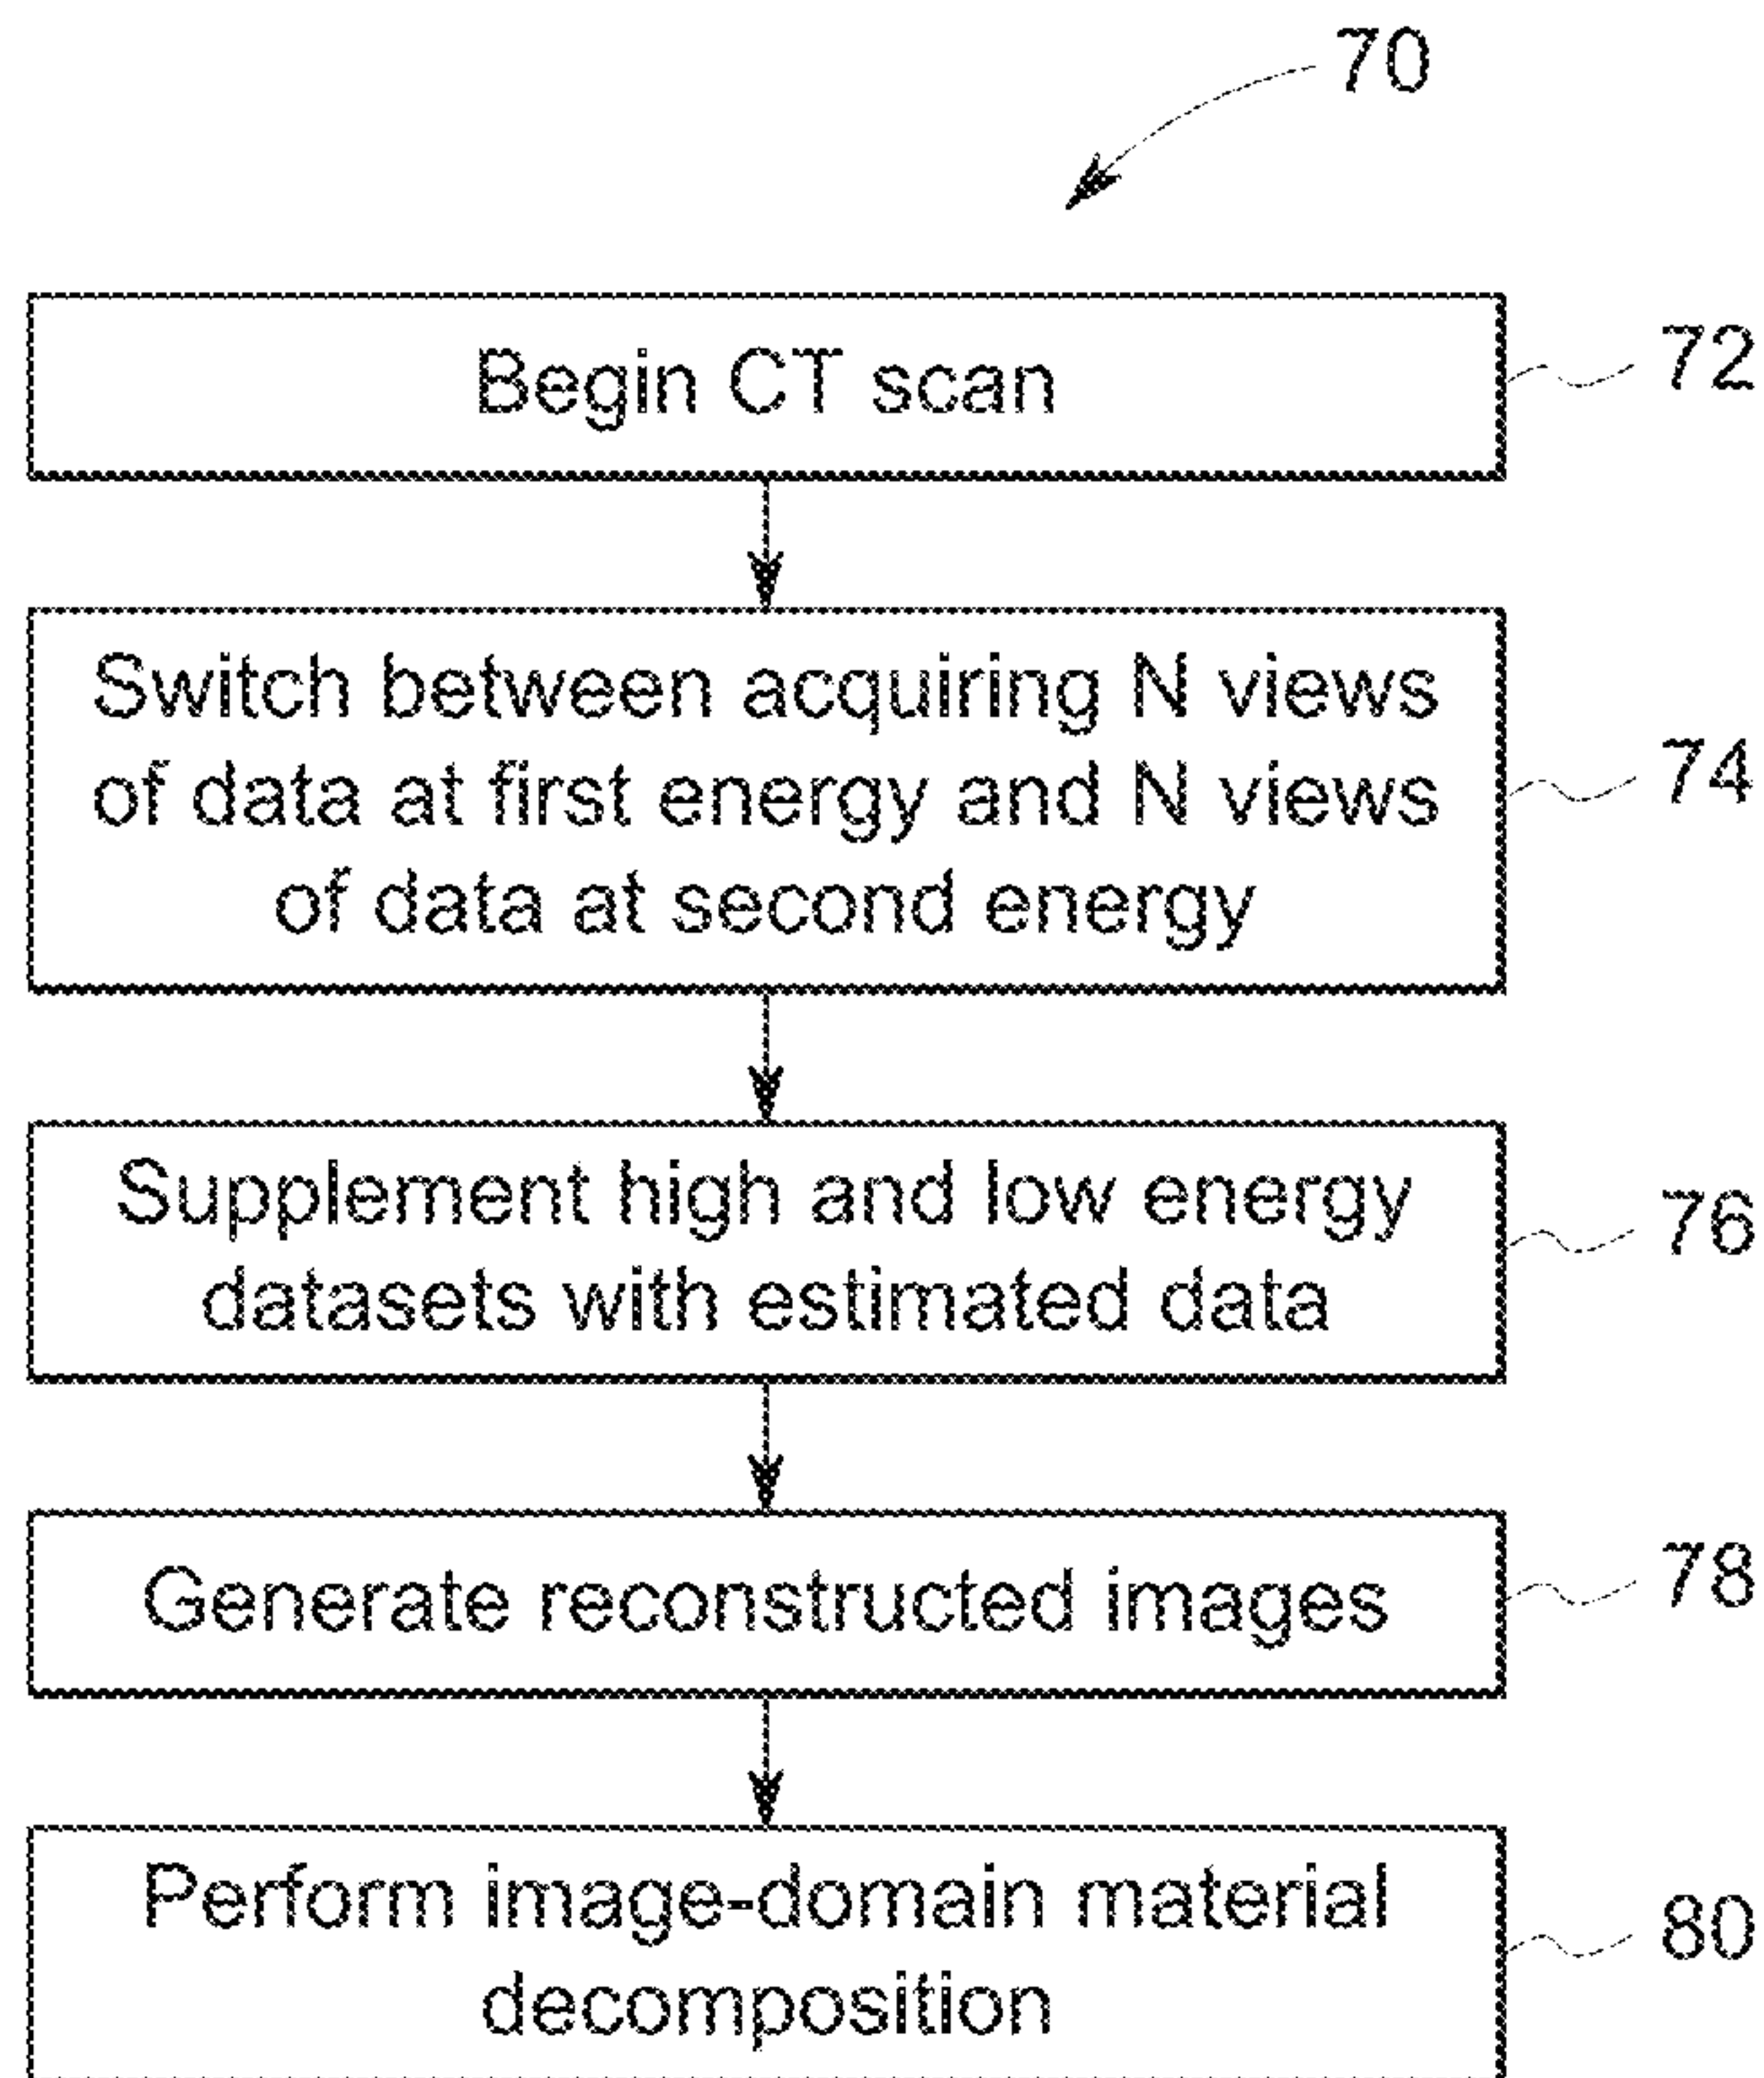 70
Begin CT scan
72
Switch between acquiring N views
of data at first energy and N views
of data at second energy
74
Supplement high and low energy
datasets with estimated data
76
Generate reconstructed images
78
Perform image-domain material
decomposition
80